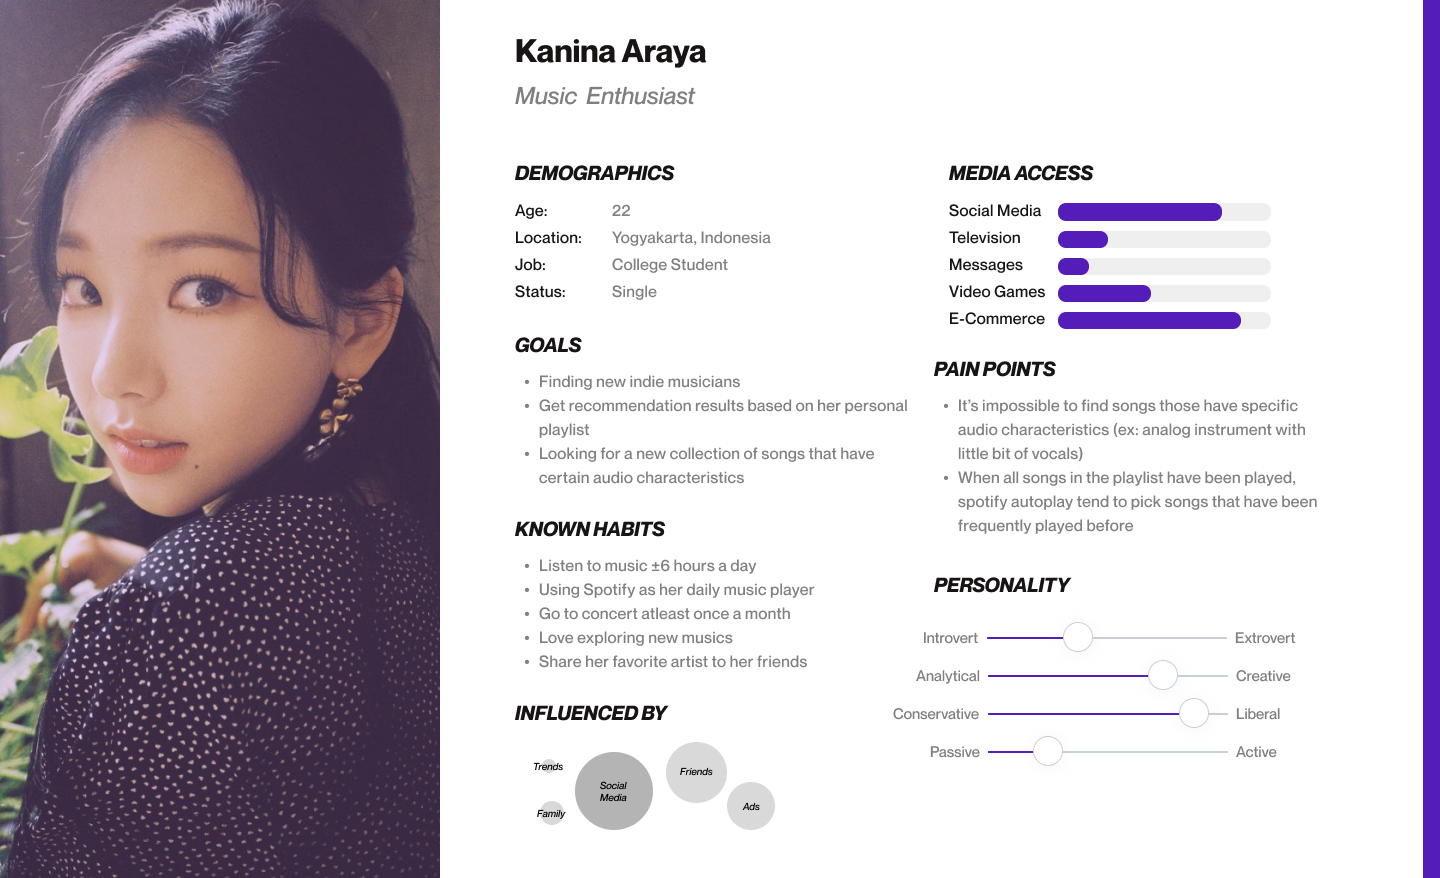 Kanina Araya
Music Enthusiast
DEMOGRAPHICS
Age: 22
Location: Yogyakarta, Indonesia
Job: College Student
Status: Single
GOALS
• Finding new indie musicians
• Get recommendation results based on her personal
playlist
• Looking for a new collection of songs that have
certain audio characteristics
KNOWN HABITS
• Listen to music ±6 hours a day
• Using Spotify as her daily music player
• Go to concert atleast once a month
• Love exploring new musics
• Share her favorite artist to her friends
INFLUENCED BY
Trends
Social
Media
Friends
Family
Ads
MEDIA ACCESS
Social Media
Television
Messages
Video Games
E-Commerce
PAIN POINTS
• It’s impossible to find songs those have specific
audio characteristics (ex: analog instrument with
little bit of vocals)
• When all songs in the playlist have been played,
spotify autoplay tend to pick songs that have been
frequently played before
PERSONALITY
Introvert Extrovert
Analytical Creative
Conservative Liberal
Passive Active